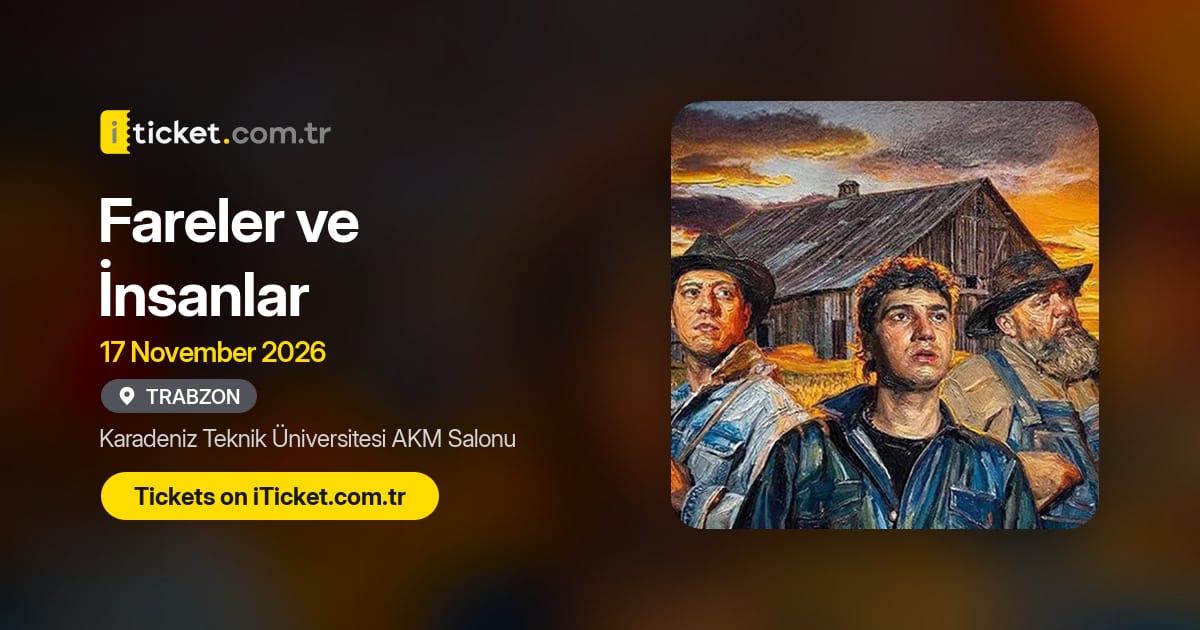 iticket.com.tr
Fareler ve
İnsanlar
17 November 2026
TRABZON
Karadeniz Teknik Üniversitesi AKM Salonu
Tickets on iTicket.com.tr